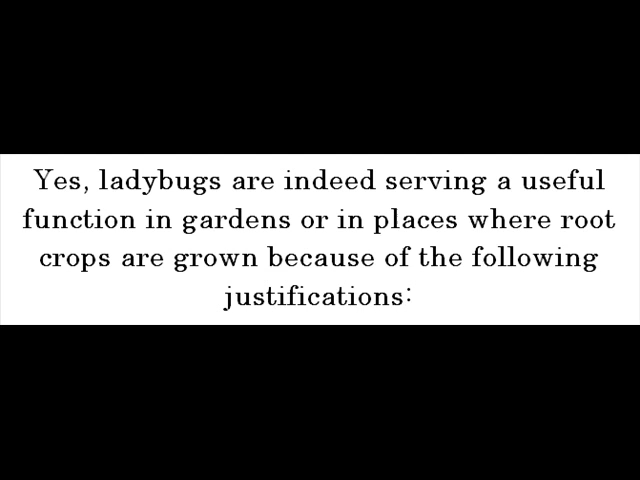 Yes, ladybugs are indeed serving a useful
function in gardens or in places where root
crops are grown because of the following
justifications: